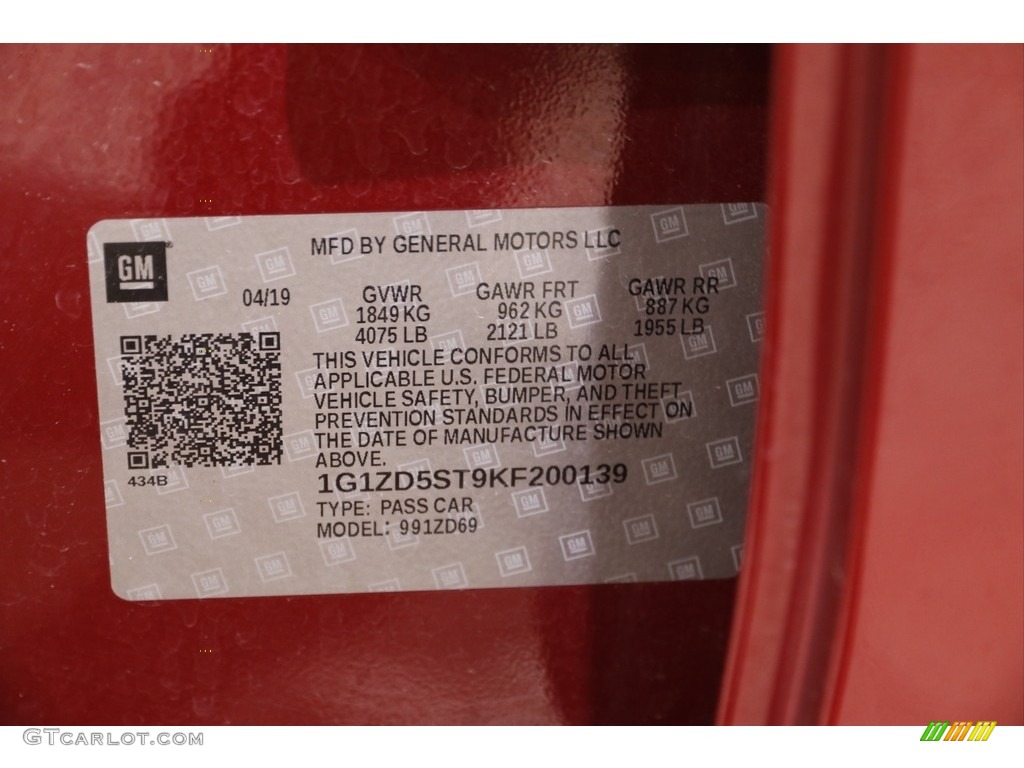 MFD BY GENERAL MOTORS LLC
GM®
04/19 GVWR GAWR FRT GAWR RR
1849 KG 962 KG 887 KG
4075 LB 2121 LB 1955 LB
THIS VEHICLE CONFORMS TO ALL
APPLICABLE U.S. FEDERAL MOTOR
VEHICLE SAFETY, BUMPER, AND THEFT
PREVENTION STANDARDS IN EFFECT ON
THE DATE OF MANUFACTURE SHOWN
ABOVE.
434B
1G1ZD5ST9KF200139
TYPE: PASS CAR
MODEL: 991ZD69
GTcarlot.com